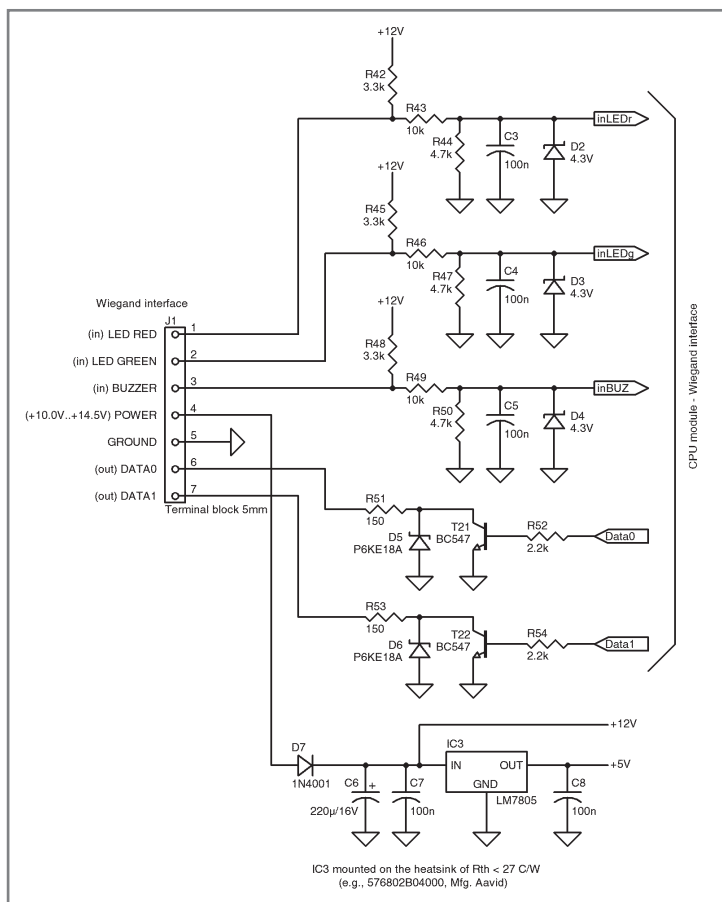 +12V
R42
3.3k
R43
10k
R44
4.7k
C3
100n
D2
4.3V
inLEDr
+12V
R45
3.3k
R46
10k
R47
4.7k
C4
100n
D3
4.3V
inLEDg
+12V
R48
3.3k
R49
10k
R50
4.7k
C5
100n
D4
4.3V
inBUZ
Wiegand interface
J1
(in) LED RED 1
(in) LED GREEN 2
(in) BUZZER 3
(+10.0V..+14.5V) POWER 4
GROUND 5
(out) DATA0 6
(out) DATA1 7
Terminal block 5mm
CPU module - Wiegand interface
R51
150
D5
P6KE18A
T21
BC547
R52
2.2k
Data0
R53
150
D6
P6KE18A
T22
BC547
R54
2.2k
Data1
+12V
D7
1N4001
C6
+
220µ/16V
C7
100n
IC3
IN OUT
GND
LM7805
+5V
C8
100n
IC3 mounted on the heatsink of Rth < 27 C/W
(e.g., 576802B04000, Mfg. Aavid)